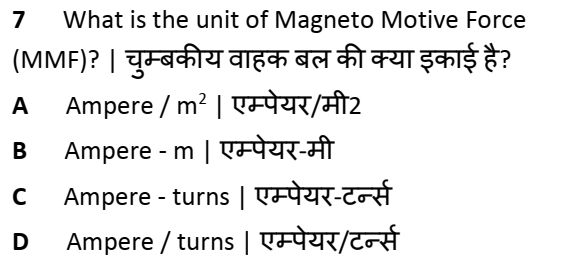 7 What is the unit of Magneto Motive Force
(MMF)? | चुम्बकीय वाहक बल की क्या इकाई है?
A Ampere / m² | एम्पेयर/मी2
B Ampere - m | एम्पेयर-मी
C Ampere - turns | एम्पेयर-टर्न्स
D Ampere / turns | एम्पेयर/टर्न्स